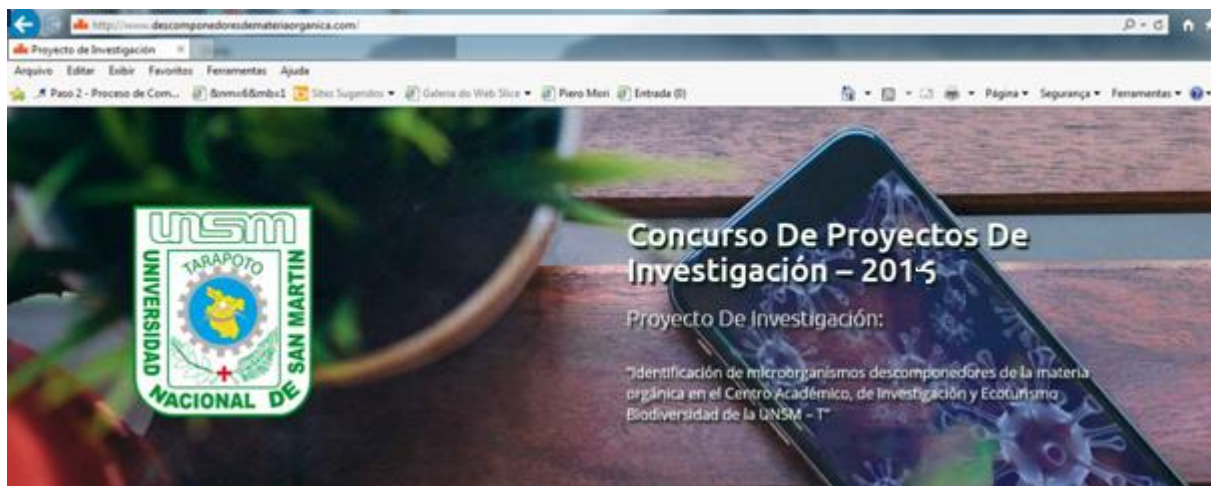 http://www.descomponedoresdemateriaorganica.com/
Proyecto de Investigación
Arquivo Editar Exibir Favoritos Ferramentas Ajuda
Paso 2 - Proceso de Com... &nmx6&mbx1 Sites Sugeridos Galeria do Web Slice Piero Mori Entrada (0) Página Segurança Ferramentas
unsm
UNIVERSIDAD
TARAPOTO
SAN MARTIN
NACIONAL DE
Concurso De Proyectos De
Investigación – 2015
Proyecto De Investigación:
"Identificación de microorganismos descomponedores de la materia
orgánica en el Centro Académico, de Investigación y Ecoturismo
Biodiversidad de la UNSM – T"